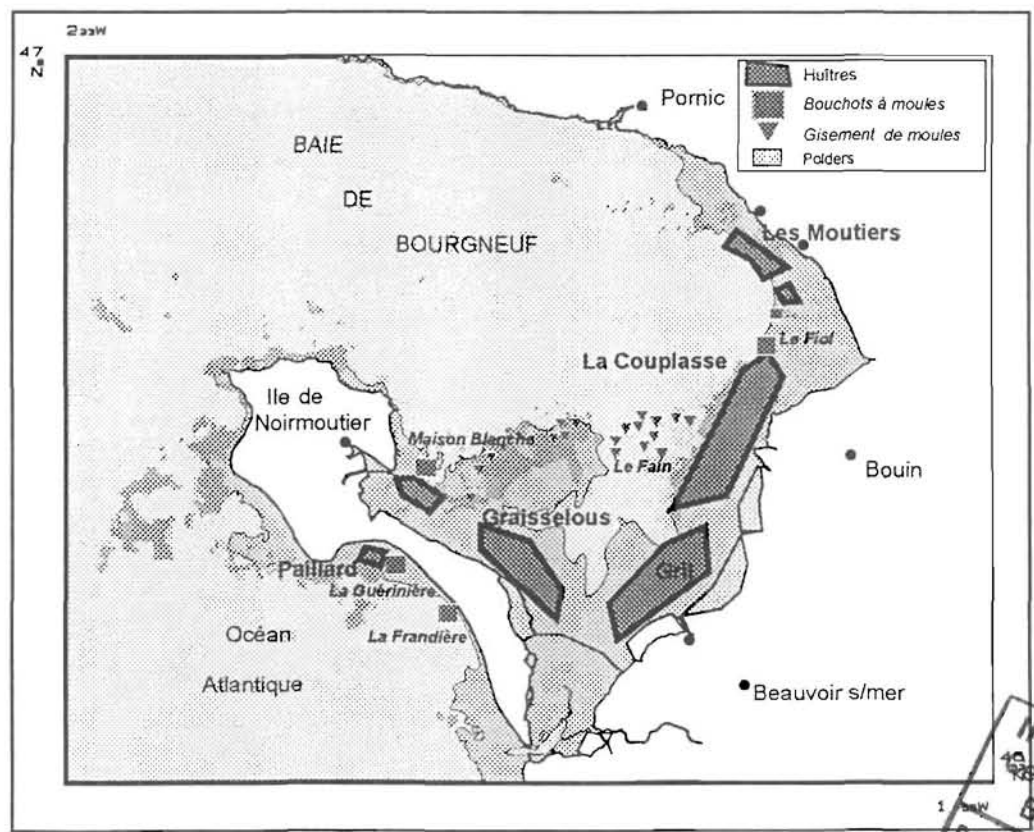 47
Huîtres
Bouchots à moules
Gisement de moules
Polders
Pornic
BAIE
DE
BOURGNEUF
Les Moutiers
Le Fiol
La Couplasse
Ile de
Noirmoutier
Maison Blanche
Le Fain
Bouin
Graisselous
Gril
Paillard
La Guérinière
La Frandière
Océan
Atlantique
Beauvoir s/mer